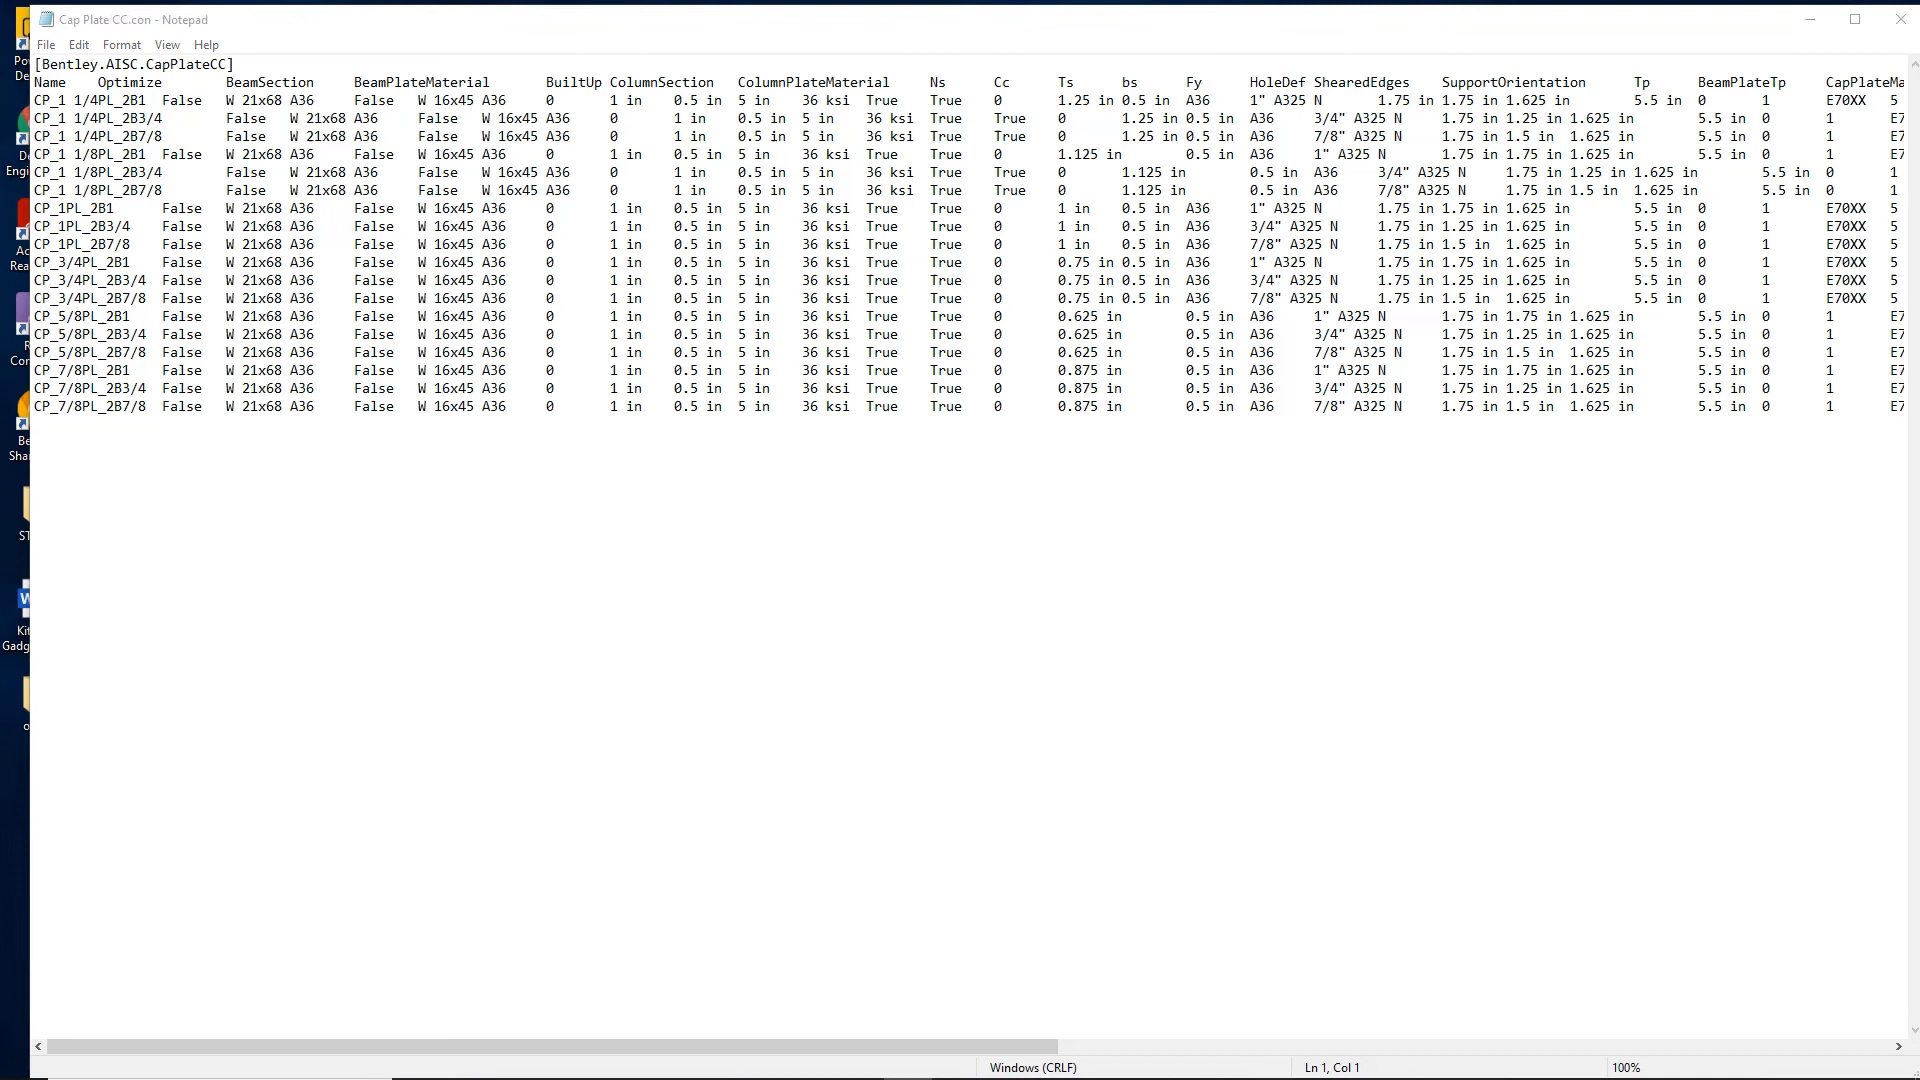 Cap Plate CC.con - Notepad
File Edit Format View Help
[Bentley.AISC.CapPlateCC]
Name Optimize BeamSection BeamPlateMaterial BuiltUp ColumnSection ColumnPlateMaterial Ns Cc Ts bs Fy HoleDef ShearedEdges SupportOrientation Tp BeamPlateTp CapPlateMa
CP_1 1/4PL_2B1 False W 21x68 A36 False W 16x45 A36 0 1 in 0.5 in 5 in 36 ksi True True 0 1.25 in 0.5 in A36 1" A325 N 1.75 in 1.75 in 1.625 in 5.5 in 0 1 E70XX 5
CP_1 1/4PL_2B3/4 False W 21x68 A36 False W 16x45 A36 0 1 in 0.5 in 5 in 36 ksi True True 0 1.25 in 0.5 in A36 3/4" A325 N 1.75 in 1.25 in 1.625 in 5.5 in 0 1 E7
CP_1 1/4PL_2B7/8 False W 21x68 A36 False W 16x45 A36 0 1 in 0.5 in 5 in 36 ksi True True 0 1.25 in 0.5 in A36 7/8" A325 N 1.75 in 1.5 in 1.625 in 5.5 in 0 1 E7
CP_1 1/8PL_2B1 False W 21x68 A36 False W 16x45 A36 0 1 in 0.5 in 5 in 36 ksi True True 0 1.125 in 0.5 in A36 1" A325 N 1.75 in 1.75 in 1.625 in 5.5 in 0 1 E7
CP_1 1/8PL_2B3/4 False W 21x68 A36 False W 16x45 A36 0 1 in 0.5 in 5 in 36 ksi True True 0 1.125 in 0.5 in A36 3/4" A325 N 1.75 in 1.25 in 1.625 in 5.5 in 0 1
CP_1 1/8PL_2B7/8 False W 21x68 A36 False W 16x45 A36 0 1 in 0.5 in 5 in 36 ksi True True 0 1.125 in 0.5 in A36 7/8" A325 N 1.75 in 1.5 in 1.625 in 5.5 in 0 1
CP_1PL_2B1 False W 21x68 A36 False W 16x45 A36 0 1 in 0.5 in 5 in 36 ksi True True 0 1 in 0.5 in A36 1" A325 N 1.75 in 1.75 in 1.625 in 5.5 in 0 1 E70XX 5
CP_1PL_2B3/4 False W 21x68 A36 False W 16x45 A36 0 1 in 0.5 in 5 in 36 ksi True True 0 1 in 0.5 in A36 3/4" A325 N 1.75 in 1.25 in 1.625 in 5.5 in 0 1 E70XX 5
CP_1PL_2B7/8 False W 21x68 A36 False W 16x45 A36 0 1 in 0.5 in 5 in 36 ksi True True 0 1 in 0.5 in A36 7/8" A325 N 1.75 in 1.5 in 1.625 in 5.5 in 0 1 E70XX 5
CP_3/4PL_2B1 False W 21x68 A36 False W 16x45 A36 0 1 in 0.5 in 5 in 36 ksi True True 0 0.75 in 0.5 in A36 1" A325 N 1.75 in 1.75 in 1.625 in 5.5 in 0 1 E70XX 5
CP_3/4PL_2B3/4 False W 21x68 A36 False W 16x45 A36 0 1 in 0.5 in 5 in 36 ksi True True 0 0.75 in 0.5 in A36 3/4" A325 N 1.75 in 1.25 in 1.625 in 5.5 in 0 1 E70XX 5
CP_3/4PL_2B7/8 False W 21x68 A36 False W 16x45 A36 0 1 in 0.5 in 5 in 36 ksi True True 0 0.75 in 0.5 in A36 7/8" A325 N 1.75 in 1.5 in 1.625 in 5.5 in 0 1 E70XX 5
CP_5/8PL_2B1 False W 21x68 A36 False W 16x45 A36 0 1 in 0.5 in 5 in 36 ksi True True 0 0.625 in 0.5 in A36 1" A325 N 1.75 in 1.75 in 1.625 in 5.5 in 0 1 E7
CP_5/8PL_2B3/4 False W 21x68 A36 False W 16x45 A36 0 1 in 0.5 in 5 in 36 ksi True True 0 0.625 in 0.5 in A36 3/4" A325 N 1.75 in 1.25 in 1.625 in 5.5 in 0 1 E7
CP_5/8PL_2B7/8 False W 21x68 A36 False W 16x45 A36 0 1 in 0.5 in 5 in 36 ksi True True 0 0.625 in 0.5 in A36 7/8" A325 N 1.75 in 1.5 in 1.625 in 5.5 in 0 1 E7
CP_7/8PL_2B1 False W 21x68 A36 False W 16x45 A36 0 1 in 0.5 in 5 in 36 ksi True True 0 0.875 in 0.5 in A36 1" A325 N 1.75 in 1.75 in 1.625 in 5.5 in 0 1 E7
CP_7/8PL_2B3/4 False W 21x68 A36 False W 16x45 A36 0 1 in 0.5 in 5 in 36 ksi True True 0 0.875 in 0.5 in A36 3/4" A325 N 1.75 in 1.25 in 1.625 in 5.5 in 0 1 E7
CP_7/8PL_2B7/8 False W 21x68 A36 False W 16x45 A36 0 1 in 0.5 in 5 in 36 ksi True True 0 0.875 in 0.5 in A36 7/8" A325 N 1.75 in 1.5 in 1.625 in 5.5 in 0 1 E7
Windows (CRLF) Ln 1, Col 1 100%